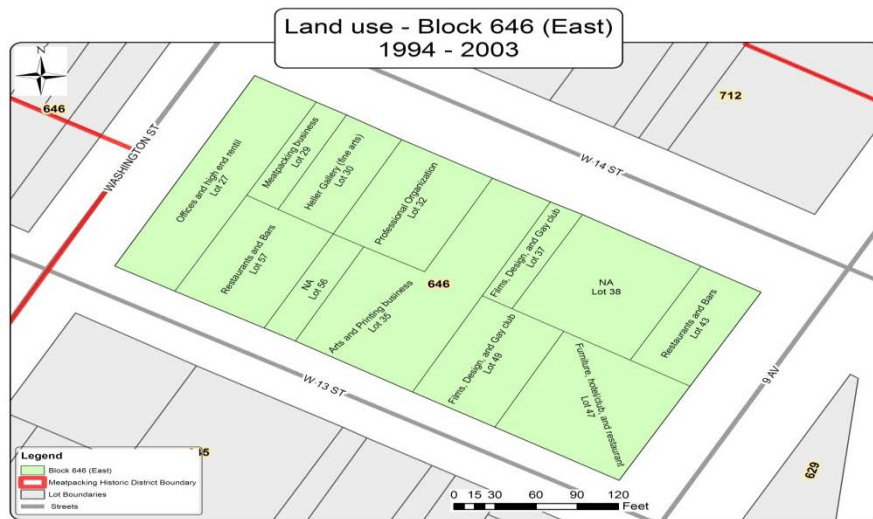 Land use - Block 646 (East)
1994 - 2003
N
646
WASHINGTON ST
712
W 14 ST
Offices and high end rentil
Lot 27
Meatpacking business
Lot 29
Heller Gallery (fine arts)
Lot 30
Professional Organization
Lot 32
Restaurants and Bars
Lot 57
NA
Lot 56
Arts and Printing business
Lot 35
646
Films, Design, and Gay club
Lot 37
NA
Lot 38
Restaurants and Bars
Lot 43
Films, Design, and Gay club
Lot 49
Furniture, hotel/club, and restaurant
Lot 47
W 13 ST
9 AV
629
Legend
Block 646 (East)
Meatpacking Historic District Boundary
Lot Boundaries
Streets
0 15 30 60 90 120
Feet